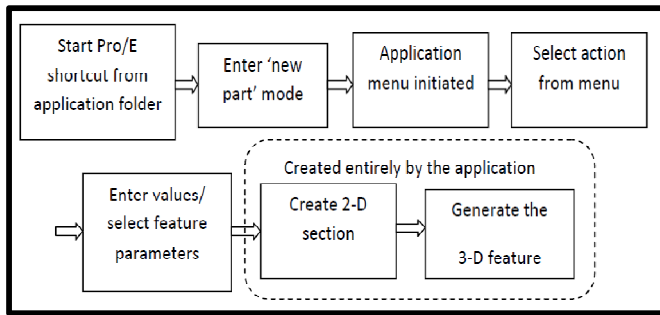 Start Pro/E
shortcut from
application folder
Enter ‘new
part’ mode
Application
menu initiated
Select action
from menu
Enter values/
select feature
parameters
Created entirely by the application
Create 2-D
section
Generate the
3-D feature